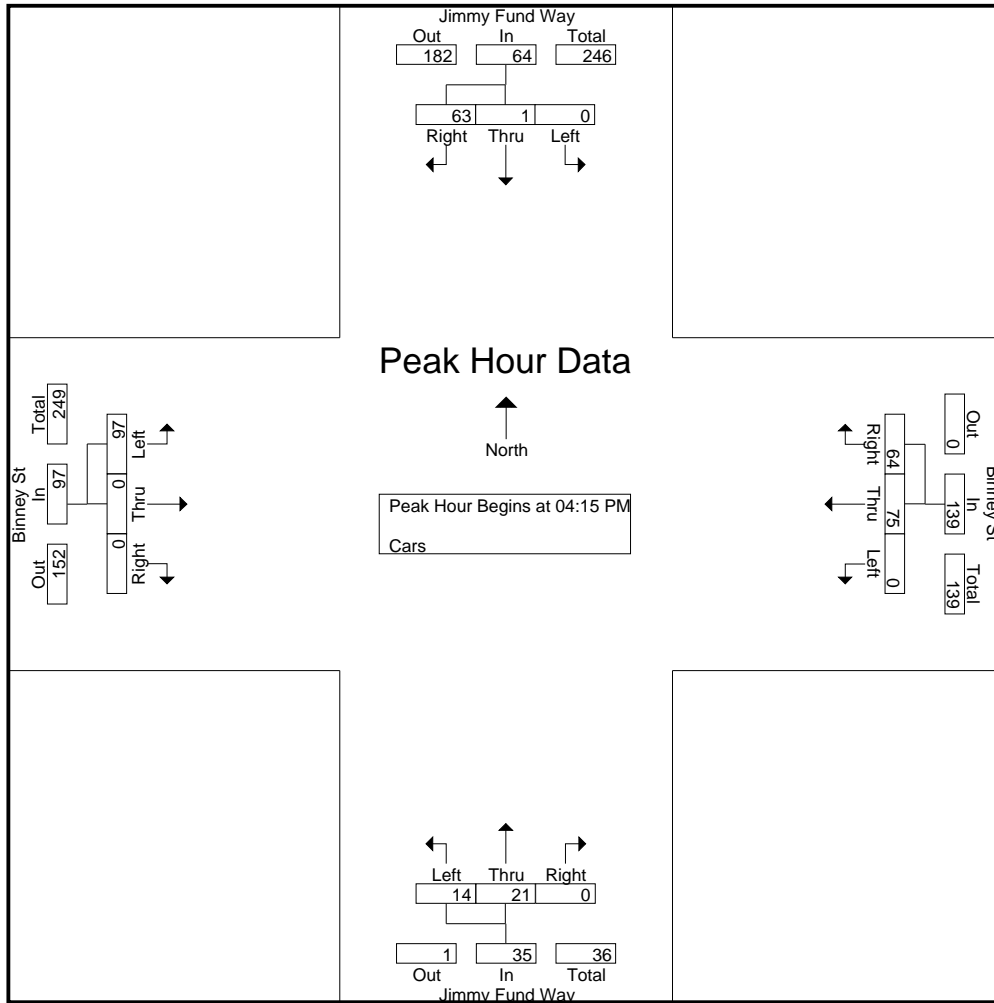 Jimmy Fund Way
Out In Total
182 64 246
63 1 0
Right Thru Left
Peak Hour Data
North
Peak Hour Begins at 04:15 PM
Cars
Binney St
Total In Out
249 97 152
97 0 0
Left Thru Right
Binney St
Out In Total
0 139 139
64 75 0
Right Thru Left
Left Thru Right
14 21 0
1 35 36
Out In Total
Jimmy Fund Way